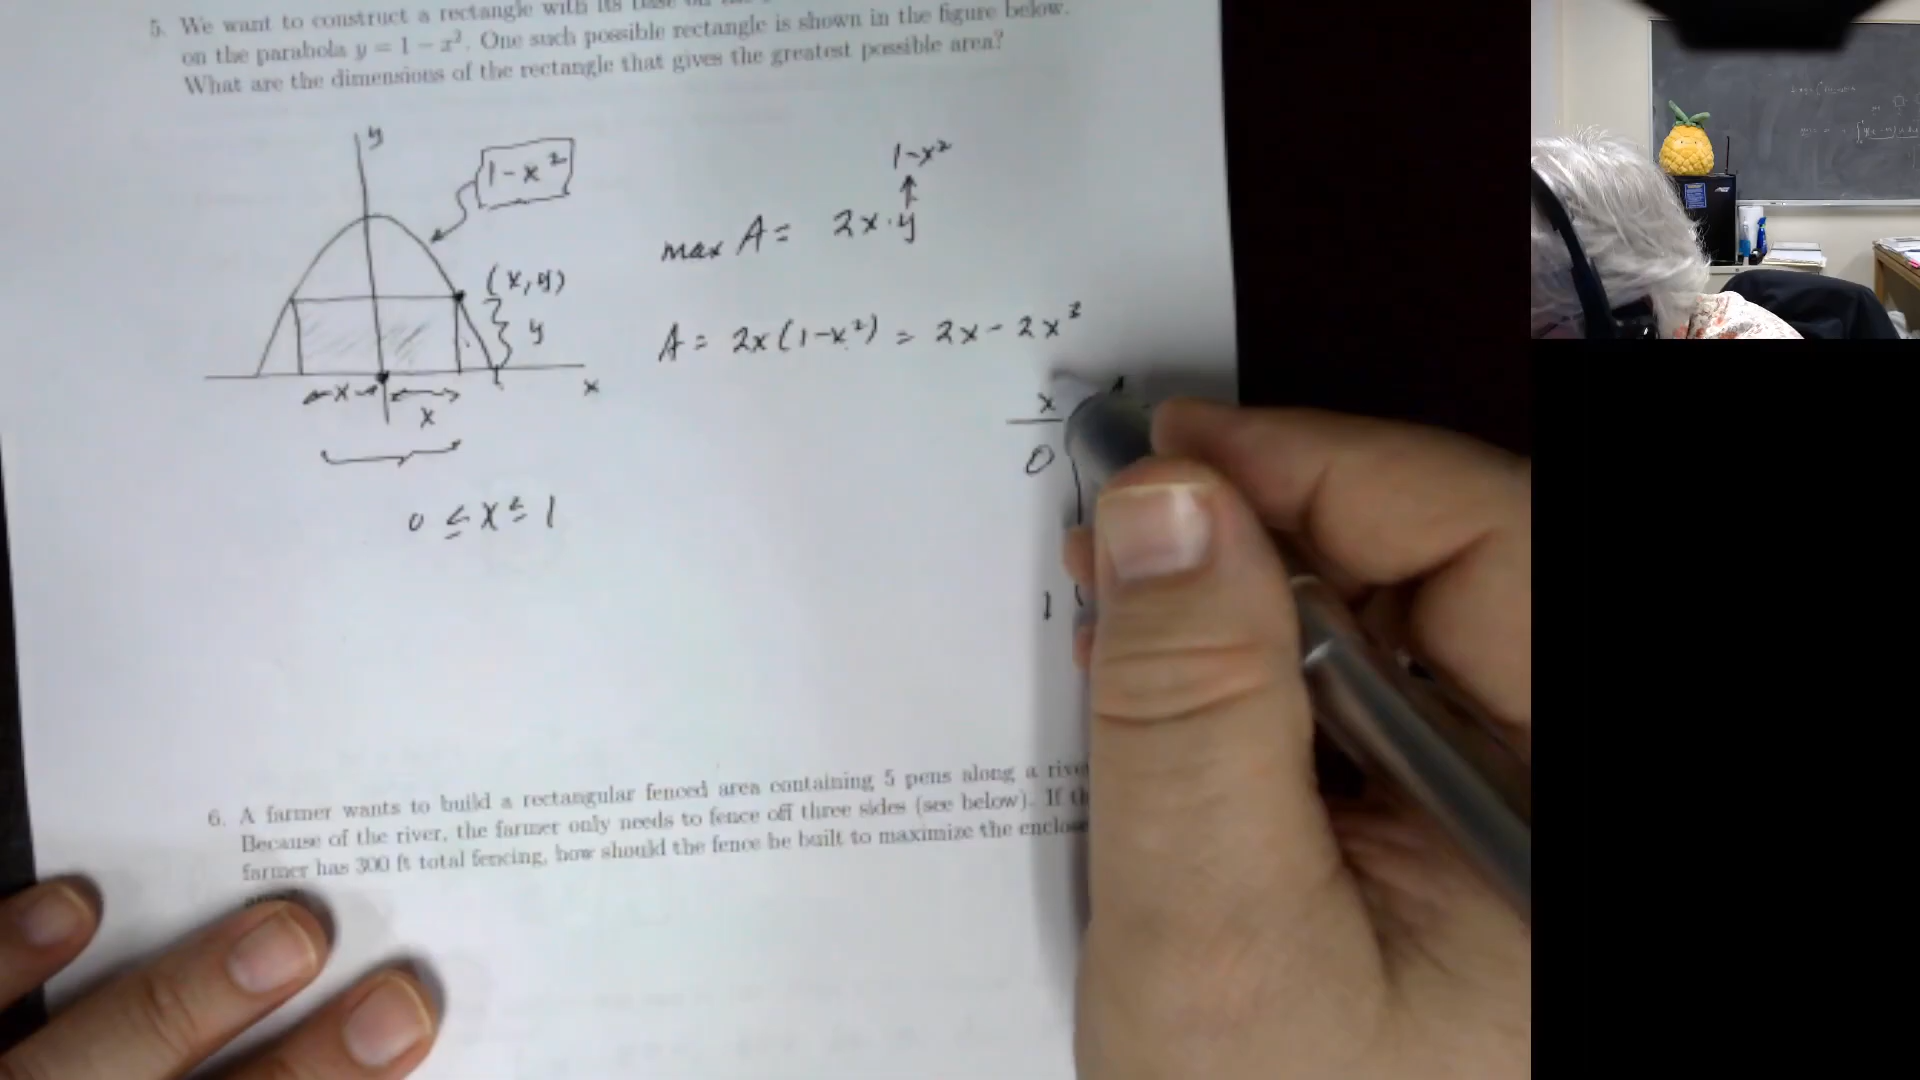 5. We want to construct a rectangle with its base on
on the parabola y = 1 − x². One such possible rectangle is shown in the figure below.
What are the dimensions of the rectangle that gives the greatest possible area?
y
1 - x²
(x, y)
y
x
x
x
1
0 ≤ x ≤ 1
1-x²
max A = 2x·y
A = 2x(1-x²) = 2x - 2x³
x A
0
1
6. A farmer wants to build a rectangular fenced area containing 5 pens along a
Because of the river, the farmer only needs to fence off three sides (see below). If
farmer has 300 ft total fencing, how should the fence be built to maximize the